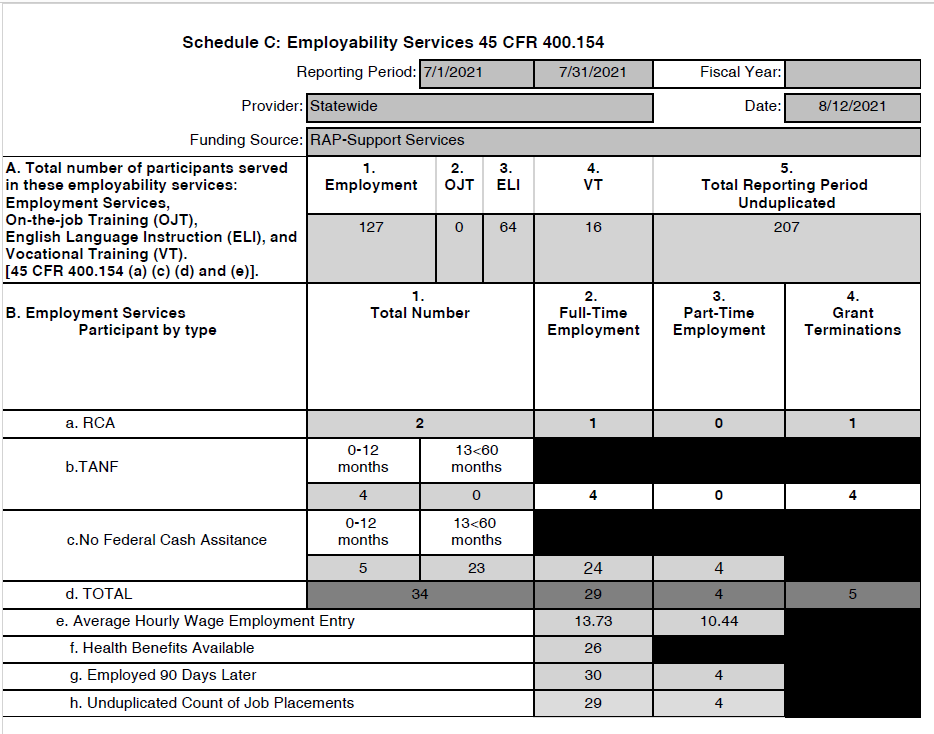 Schedule C: Employability Services 45 CFR 400.154
Reporting Period: 7/1/2021 7/31/2021 Fiscal Year:
Provider: Statewide Date: 8/12/2021
Funding Source: RAP-Support Services
A. Total number of participants served
in these employability services:
Employment Services,
On-the-job Training (OJT),
English Language Instruction (ELI), and
Vocational Training (VT).
[45 CFR 400.154 (a) (c) (d) and (e)].
1. 2. 3. 4. 5.
Employment OJT ELI VT Total Reporting Period
Unduplicated
127 0 64 16 207
B. Employment Services
Participant by type
1. 2. 3. 4.
Total Number Full-Time Part-Time Grant
Employment Employment Terminations
a. RCA 2 1 0 1
b.TANF
0-12 13<60
months months
4 0 4 0 4
c.No Federal Cash Assitance
0-12 13<60
months months
5 23 24 4
d. TOTAL 34 29 4 5
e. Average Hourly Wage Employment Entry 13.73 10.44
f. Health Benefits Available 26
g. Employed 90 Days Later 30 4
h. Unduplicated Count of Job Placements 29 4